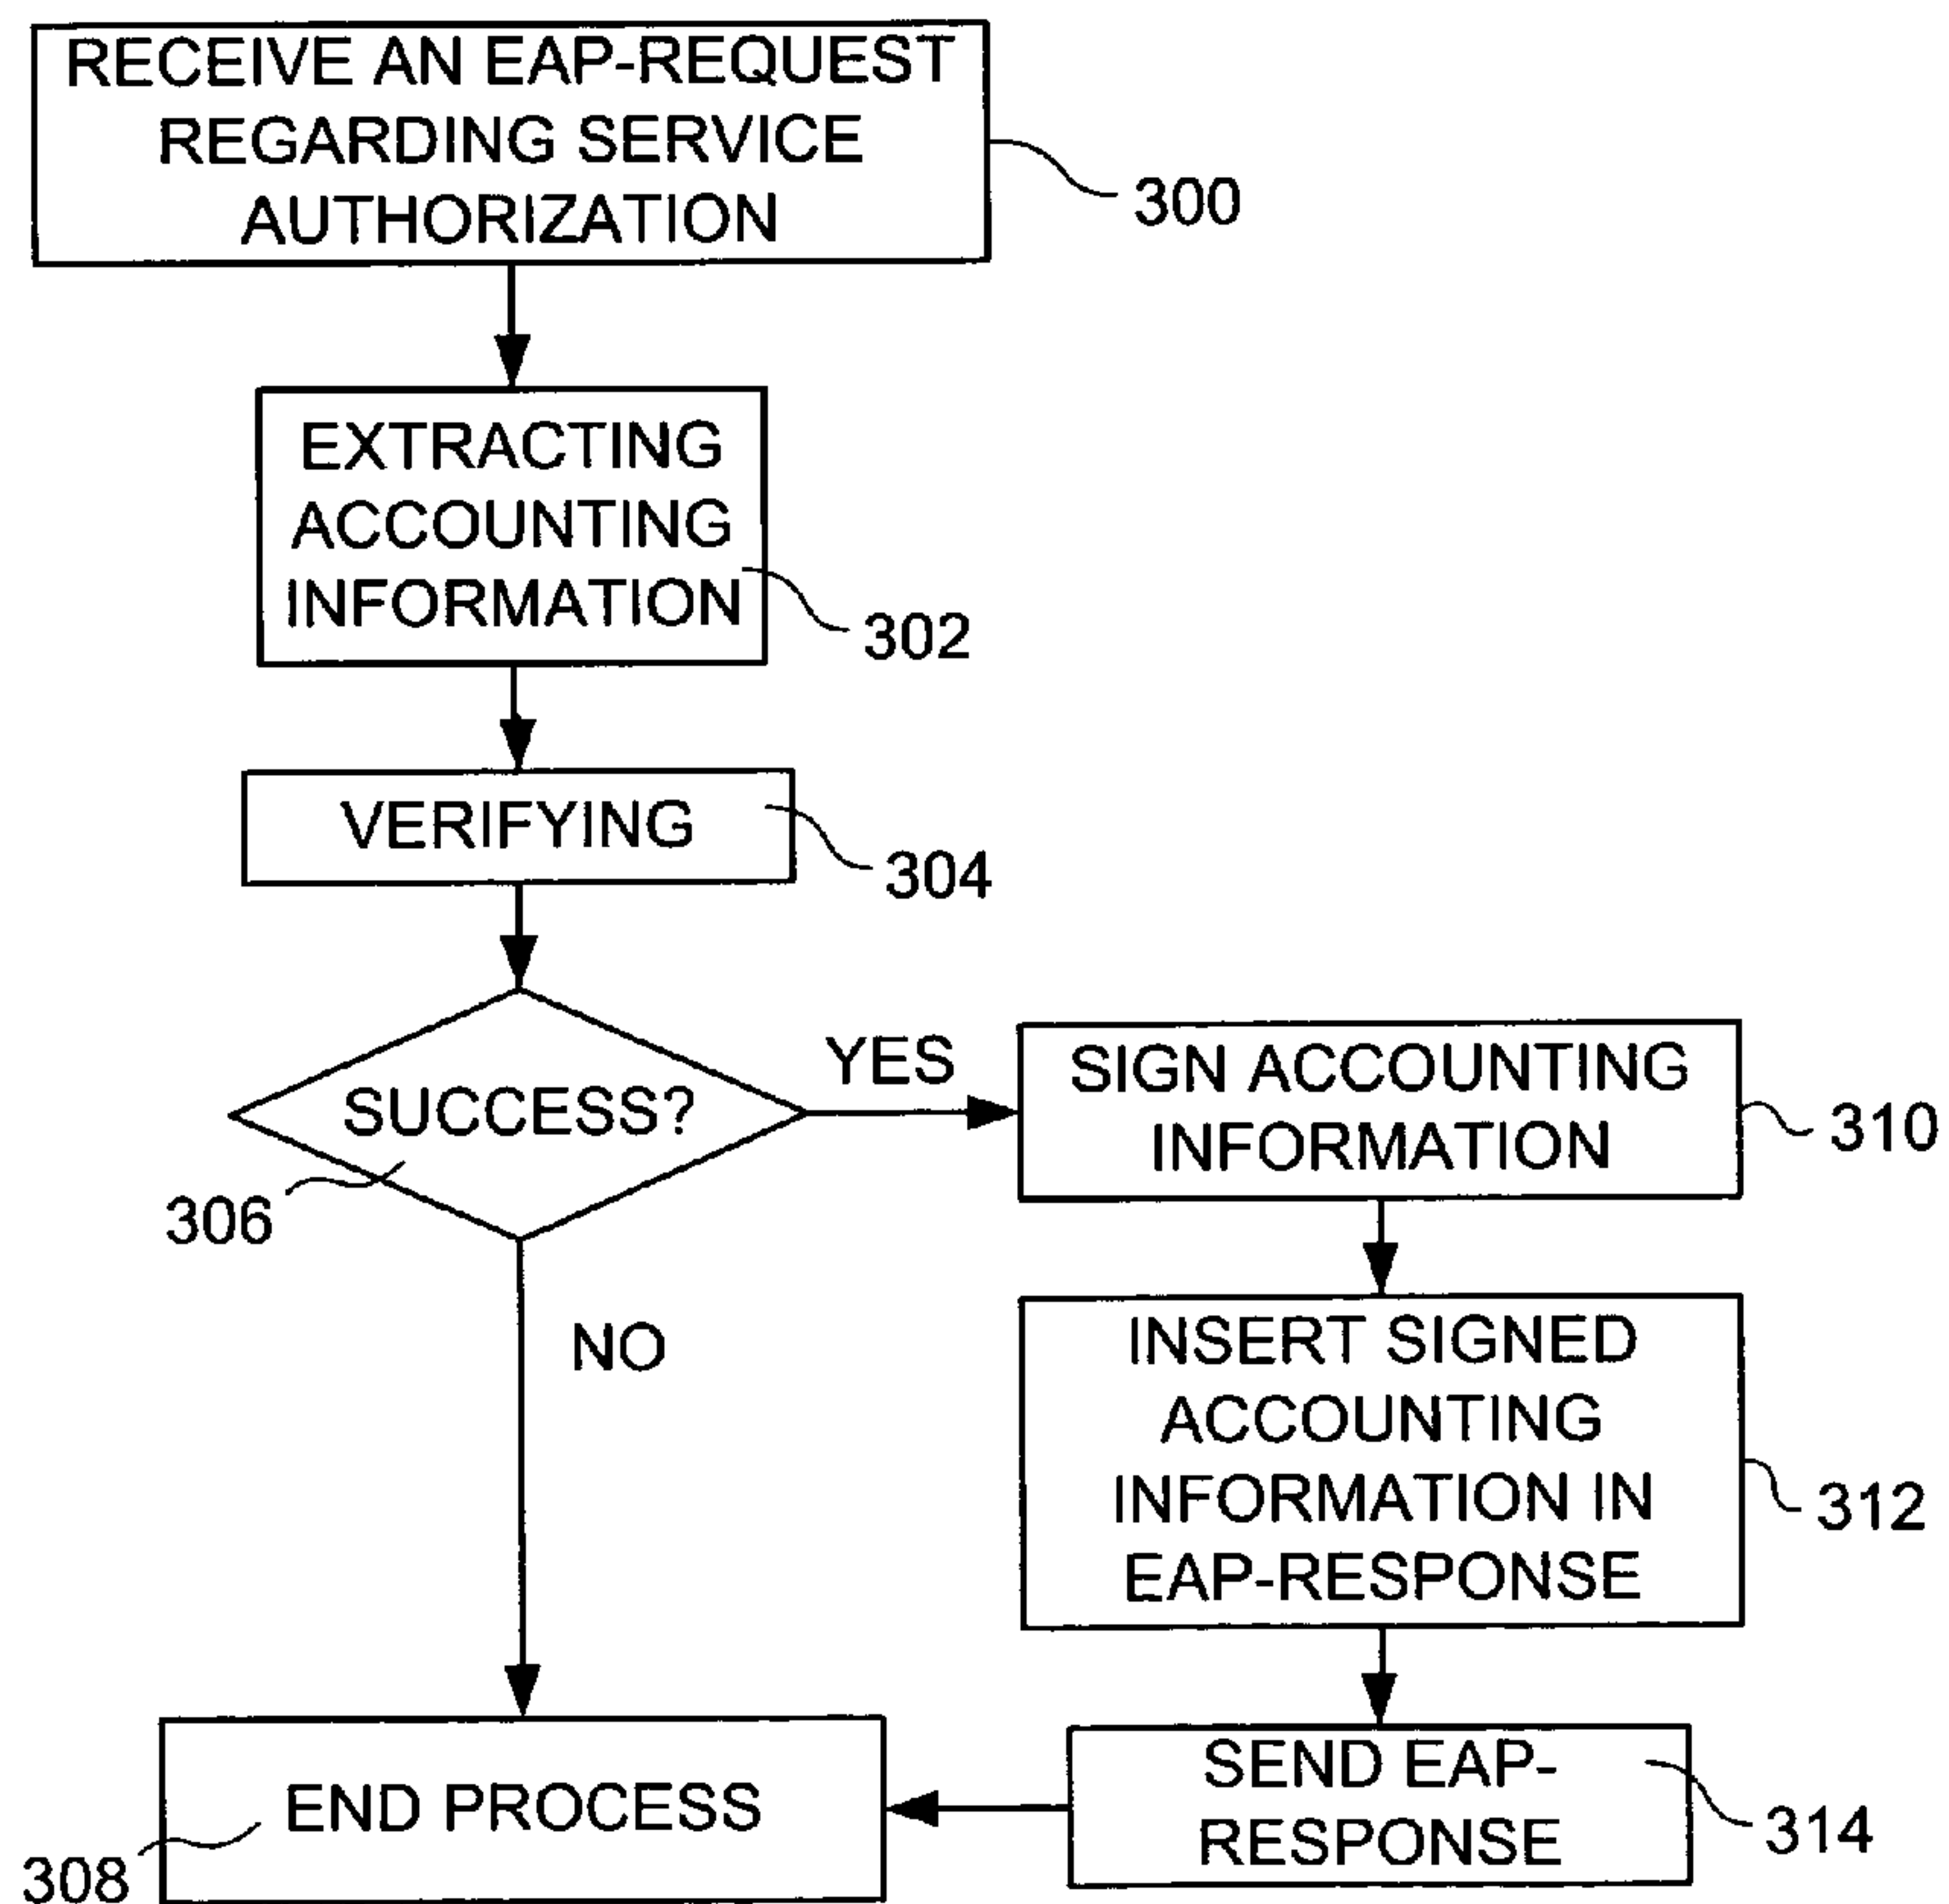 RECEIVE AN EAP-REQUEST
REGARDING SERVICE
AUTHORIZATION
300
EXTRACTING
ACCOUNTING
INFORMATION
302
VERIFYING
304
SUCCESS?
306
YES
SIGN ACCOUNTING
INFORMATION
310
NO
INSERT SIGNED
ACCOUNTING
INFORMATION IN
EAP-RESPONSE
312
SEND EAP-
RESPONSE
314
END PROCESS
308